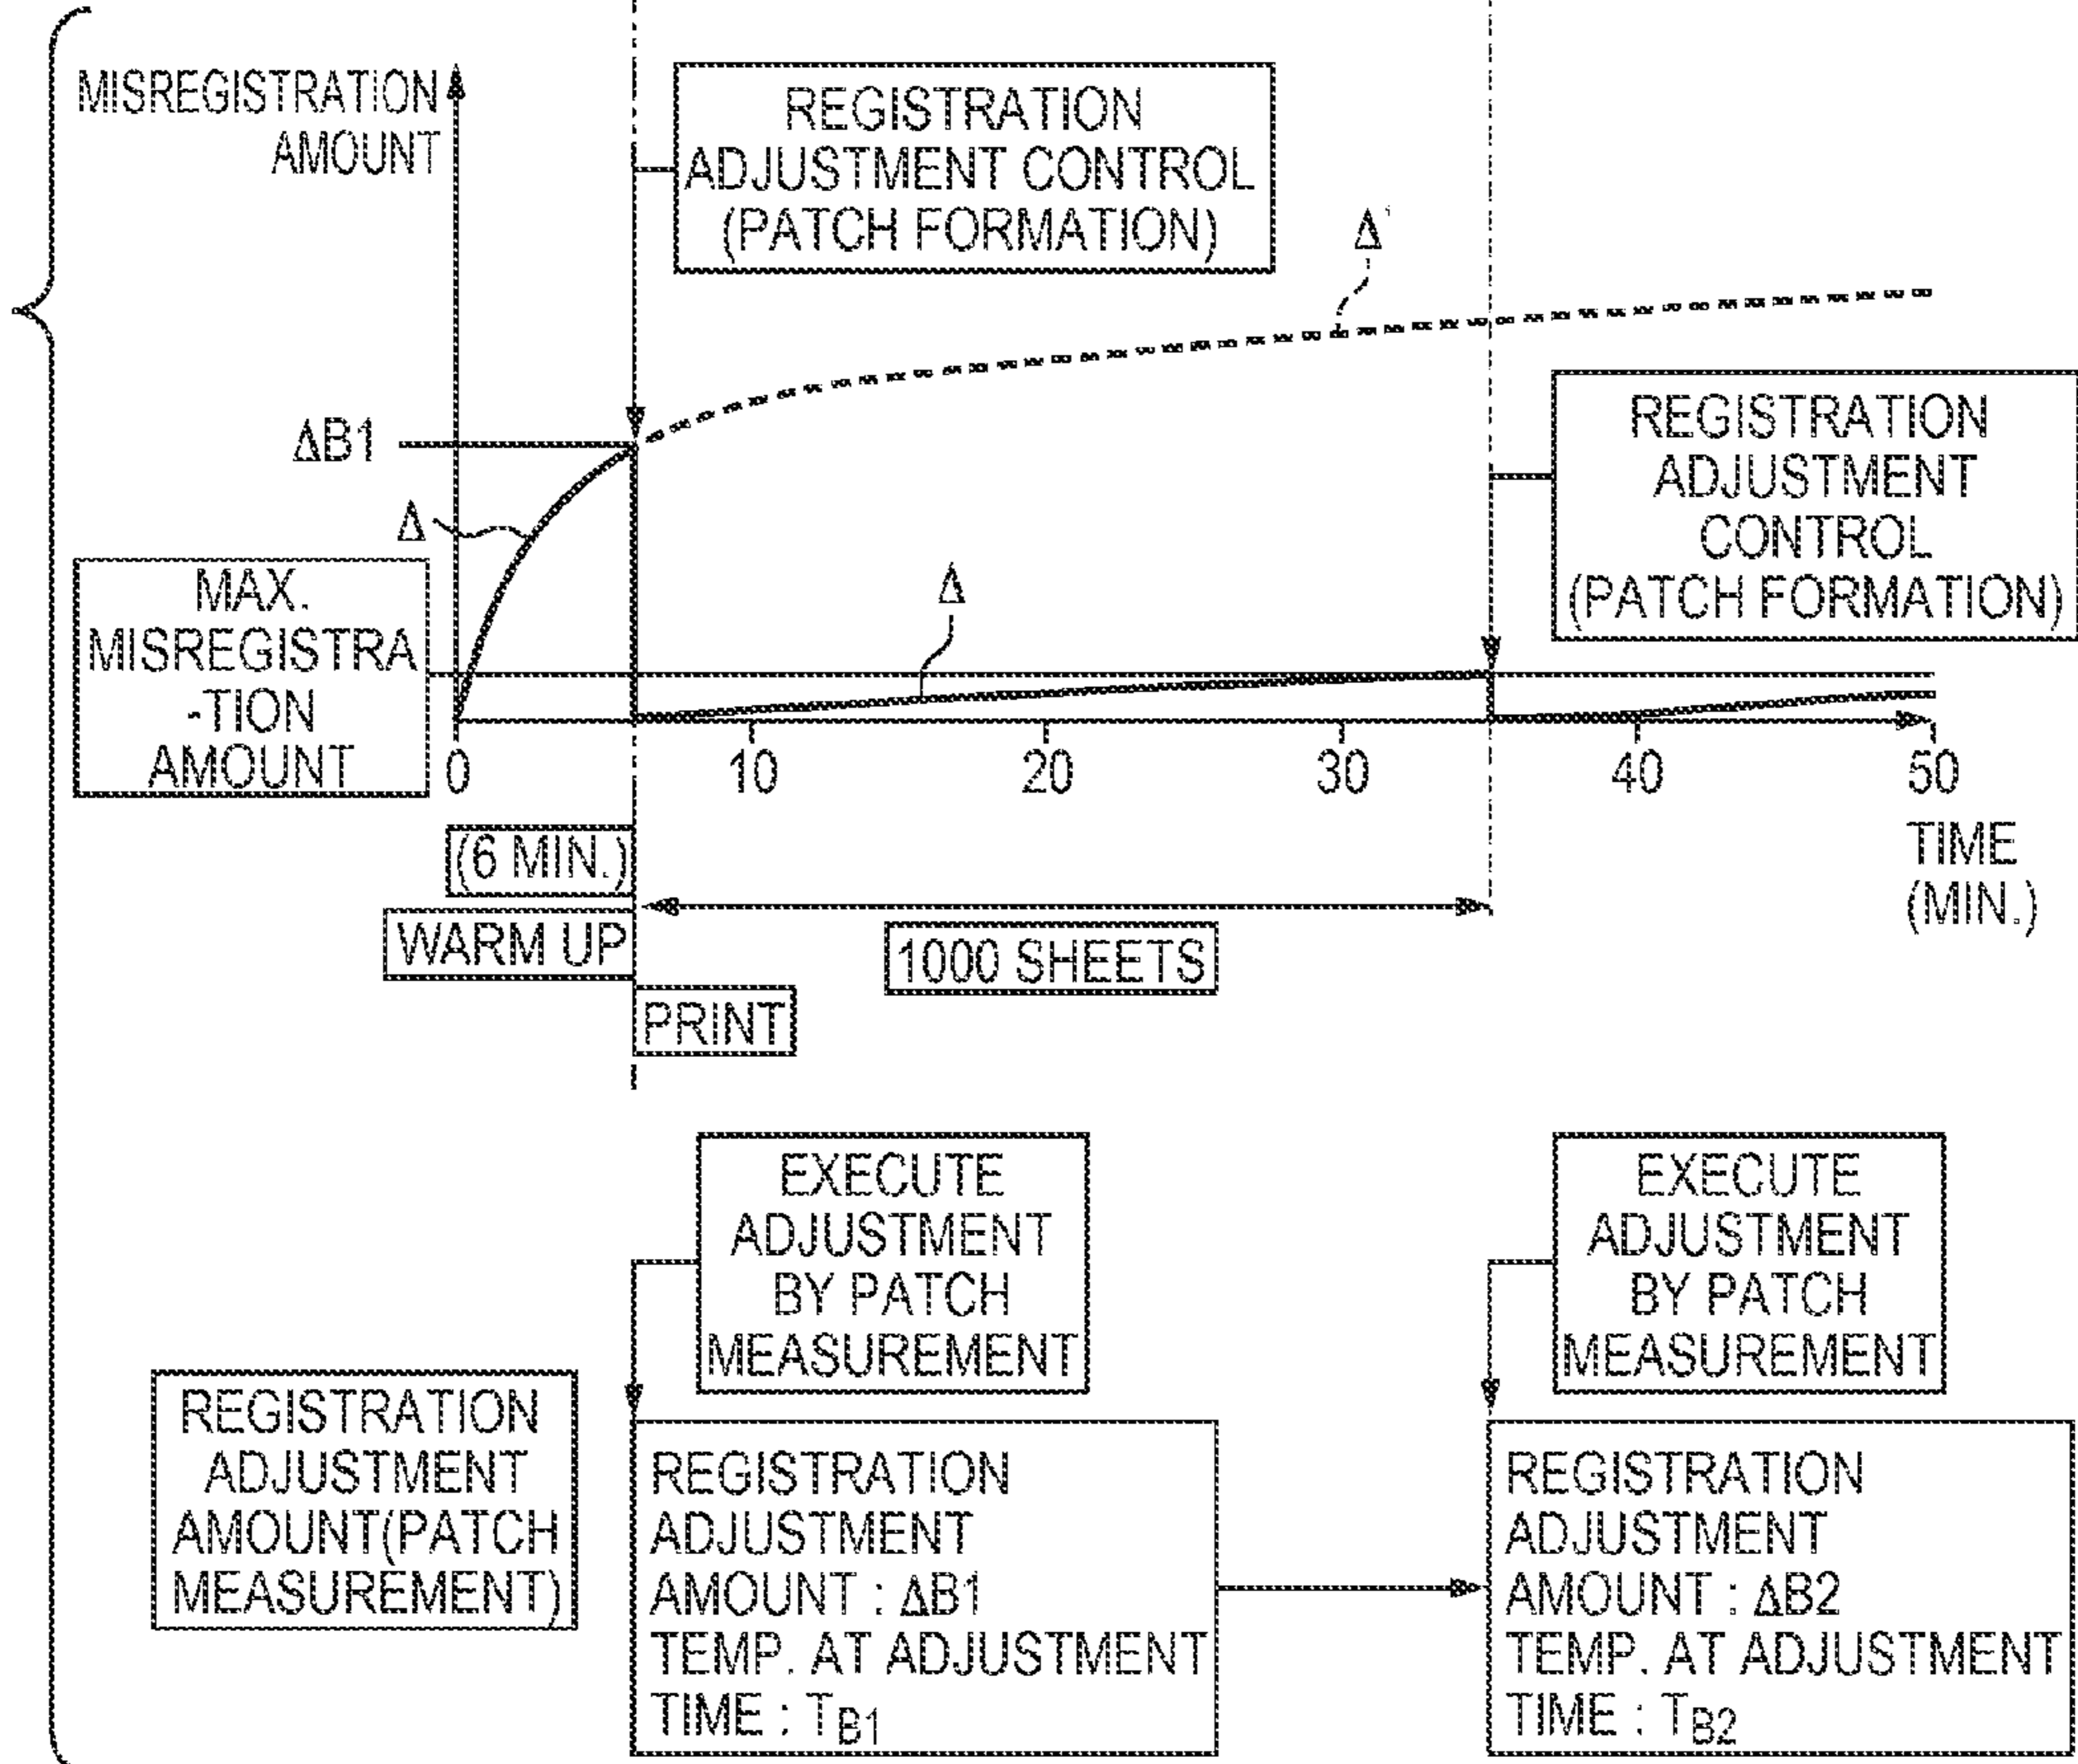 MISREGISTRATION
AMOUNT
REGISTRATION
ADJUSTMENT CONTROL
(PATCH FORMATION)
Δ'
ΔB1
Δ
REGISTRATION
ADJUSTMENT
CONTROL
(PATCH FORMATION)
MAX.
MISREGISTRA
-TION
AMOUNT
Δ
0 10 20 30 40 50
TIME
(MIN.)
(6 MIN.)
WARM UP
1000 SHEETS
PRINT
EXECUTE
ADJUSTMENT
BY PATCH
MEASUREMENT
EXECUTE
ADJUSTMENT
BY PATCH
MEASUREMENT
REGISTRATION
ADJUSTMENT
AMOUNT(PATCH
MEASUREMENT)
REGISTRATION
ADJUSTMENT
AMOUNT : ΔB1
TEMP. AT ADJUSTMENT
TIME : TB1
REGISTRATION
ADJUSTMENT
AMOUNT : ΔB2
TEMP. AT ADJUSTMENT
TIME : TB2